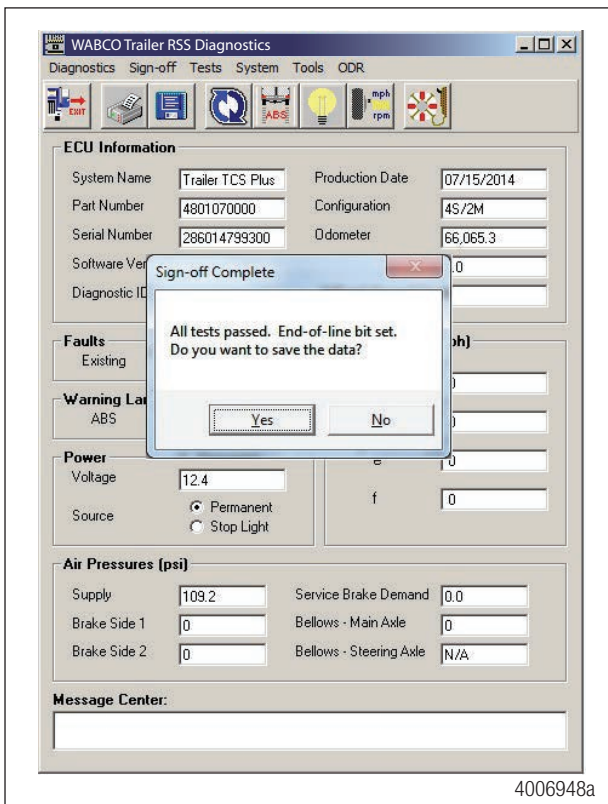 WABCO Trailer RSS Diagnostics
Diagnostics Sign-off Tests System Tools ODR
EXIT ABS mph rpm
ECU Information
System Name Trailer TCS Plus Production Date 07/15/2014
Part Number 4801070000 Configuration 4S/2M
Serial Number 286014799300 Odometer 66,065.3
Software Ver .0
Diagnostic ID
Sign-off Complete
All tests passed. End-of-line bit set.
Do you want to save the data?
Yes No
Faults
Existing
Warning La
ABS
Power
Voltage 12.4
Source Permanent
Stop Light
ph)
e 0
f 0
Air Pressures (psi)
Supply 109.2 Service Brake Demand 0.0
Brake Side 1 0 Bellows - Main Axle 0
Brake Side 2 0 Bellows - Steering Axle N/A
Message Center:
4006948a